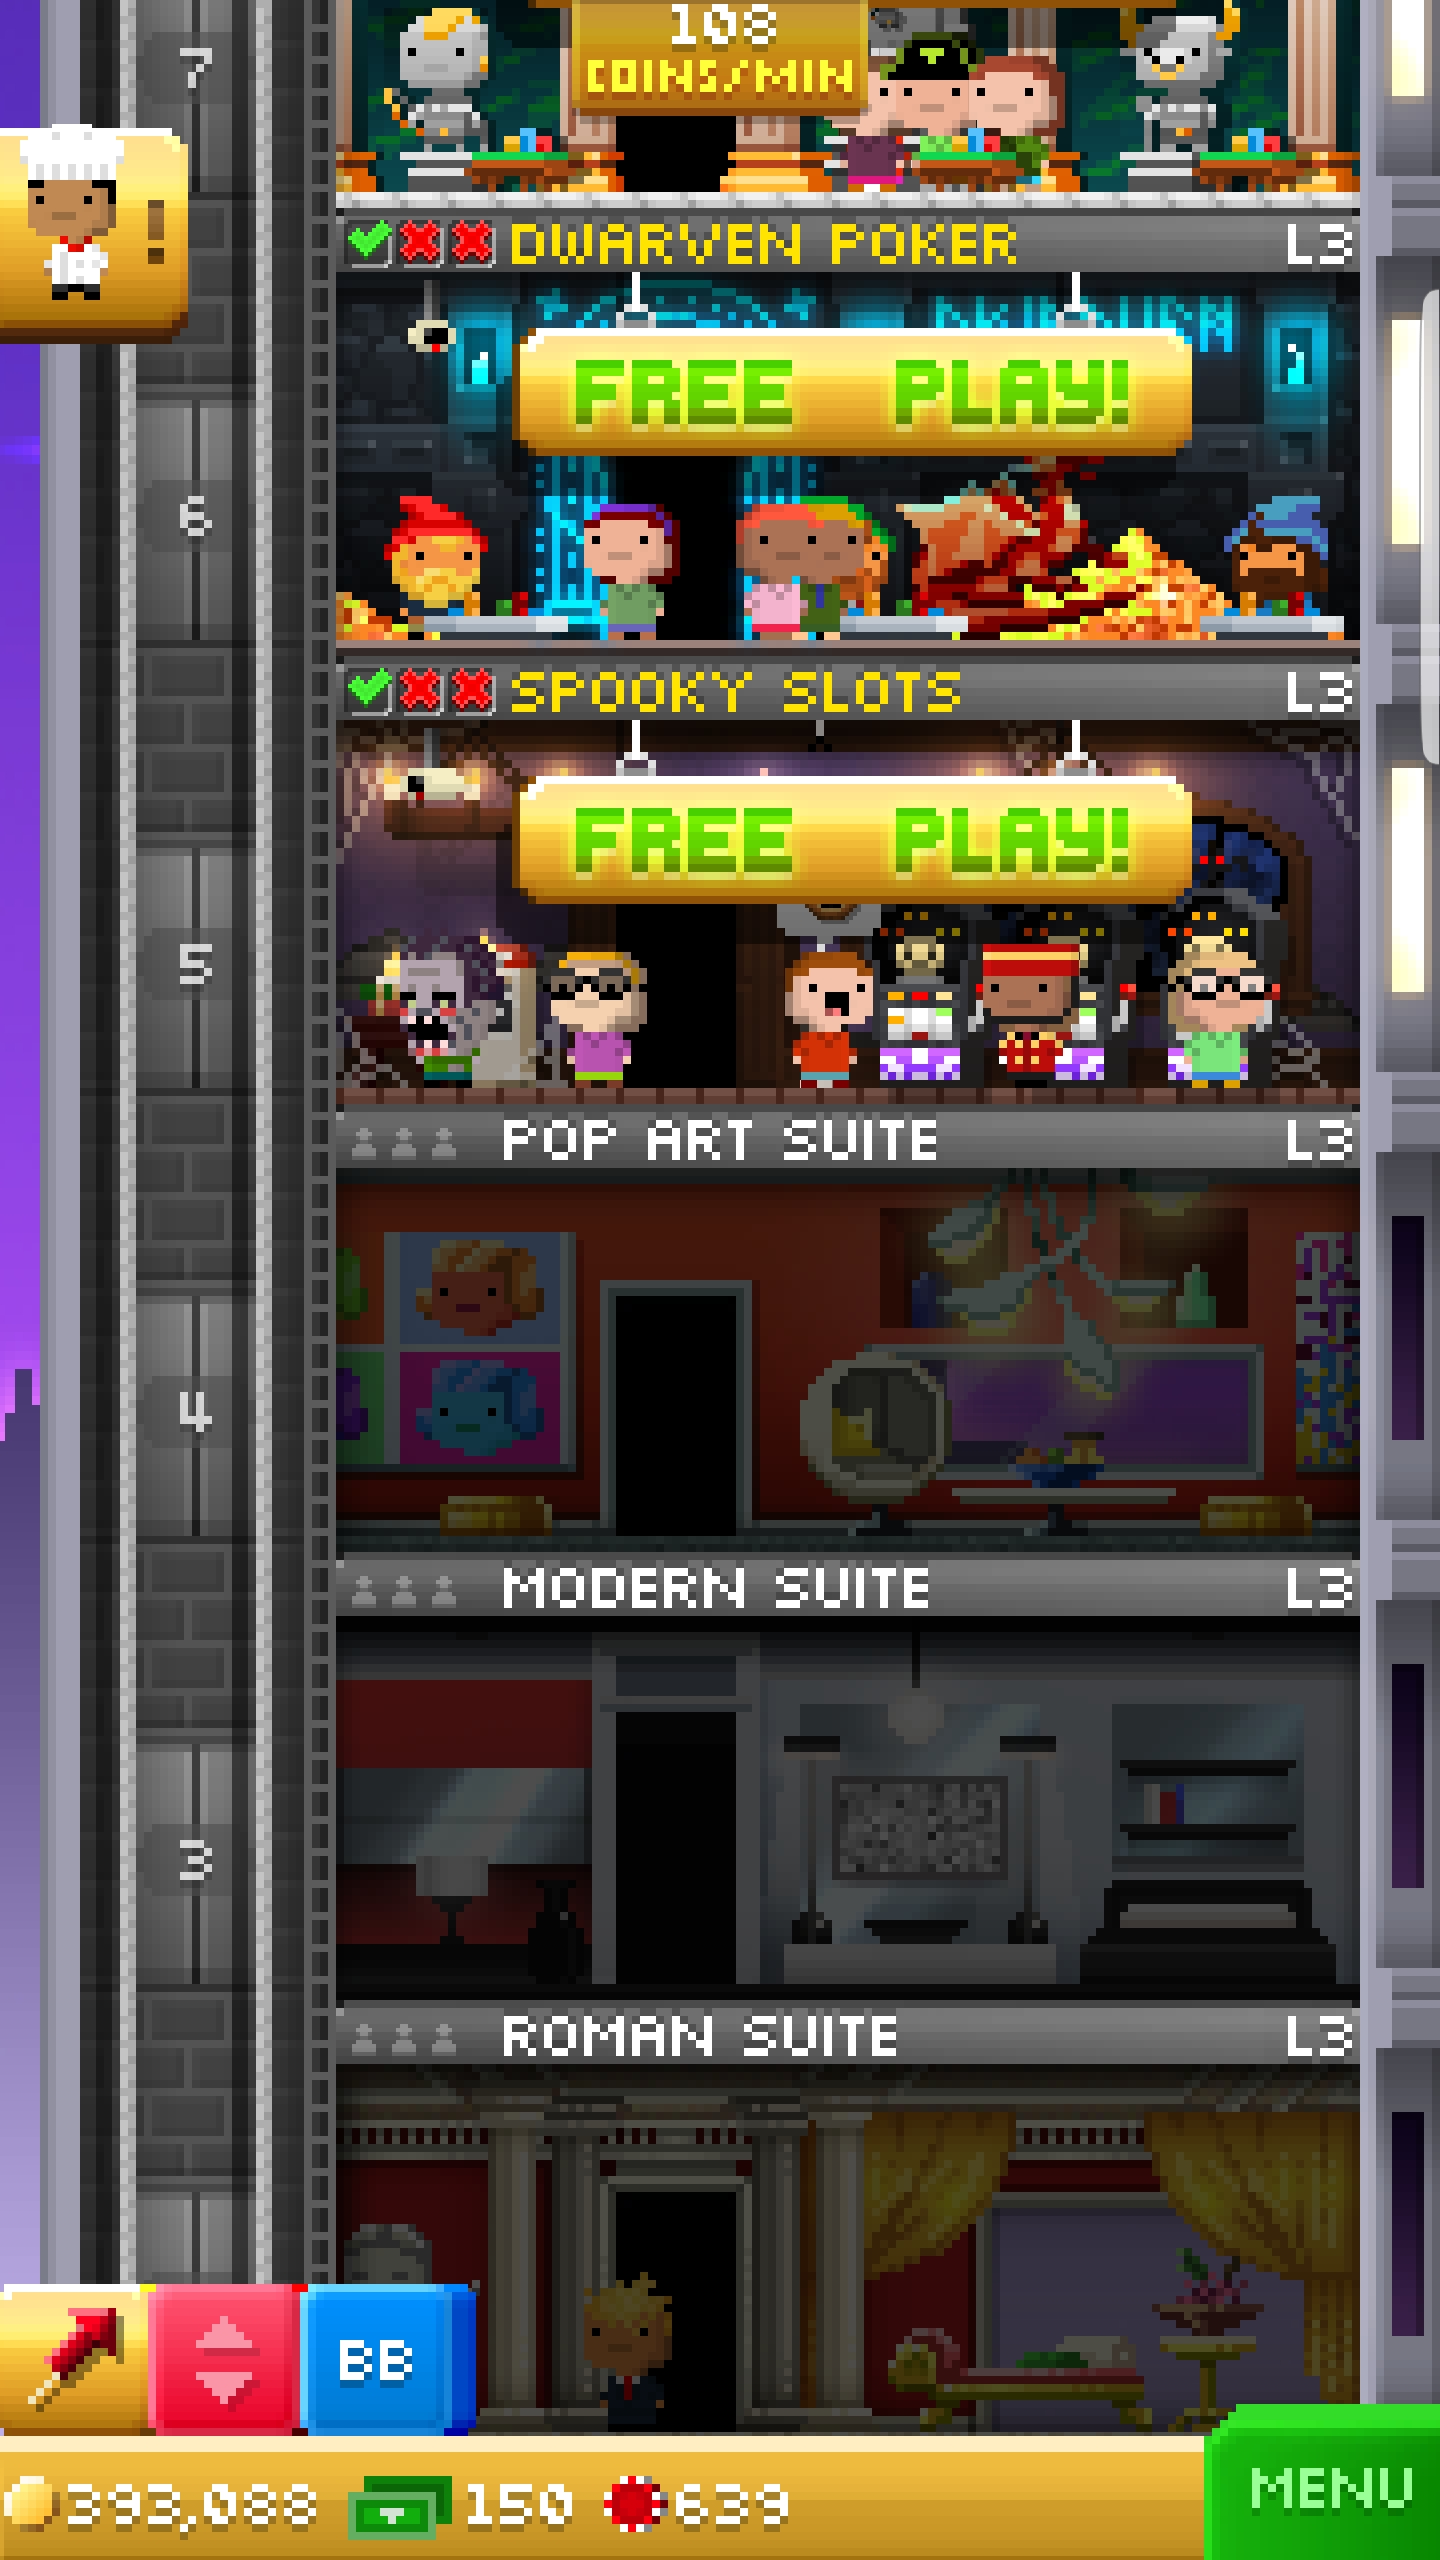 108
COINS/MIN
7
DWARVEN POKER L3
FREE PLAY!
6
SPOOKY SLOTS L3
FREE PLAY!
5
POP ART SUITE L3
4
MODERN SUITE L3
3
ROMAN SUITE L3
BB
393,088 150 639
MENU